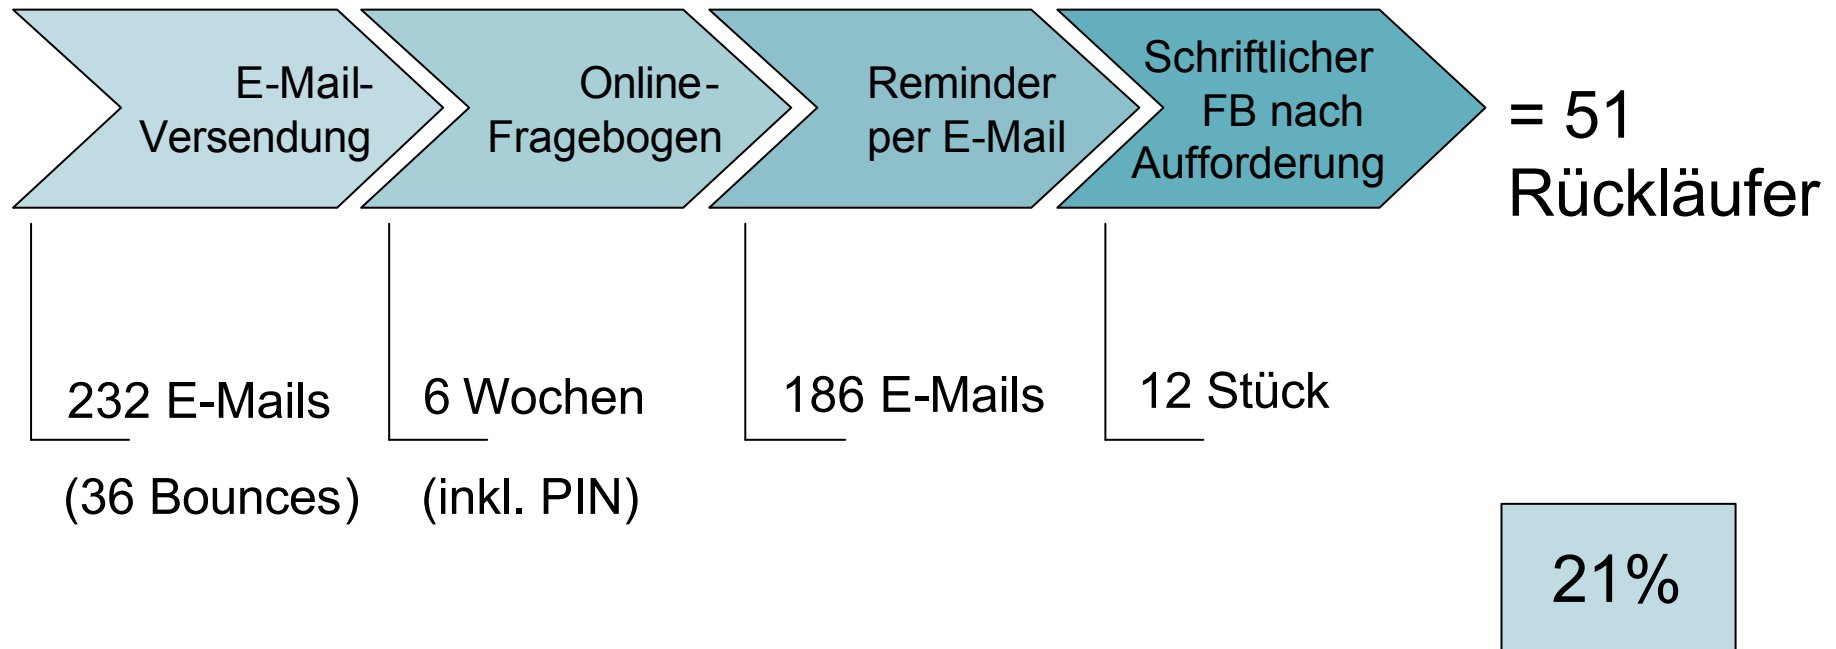 E-Mail-
Versendung
Online-
Fragebogen
Reminder
per E-Mail
Schriftlicher
FB nach
Aufforderung
= 51
Rückläufer
232 E-Mails
(36 Bounces)
6 Wochen
(inkl. PIN)
186 E-Mails
12 Stück
21%